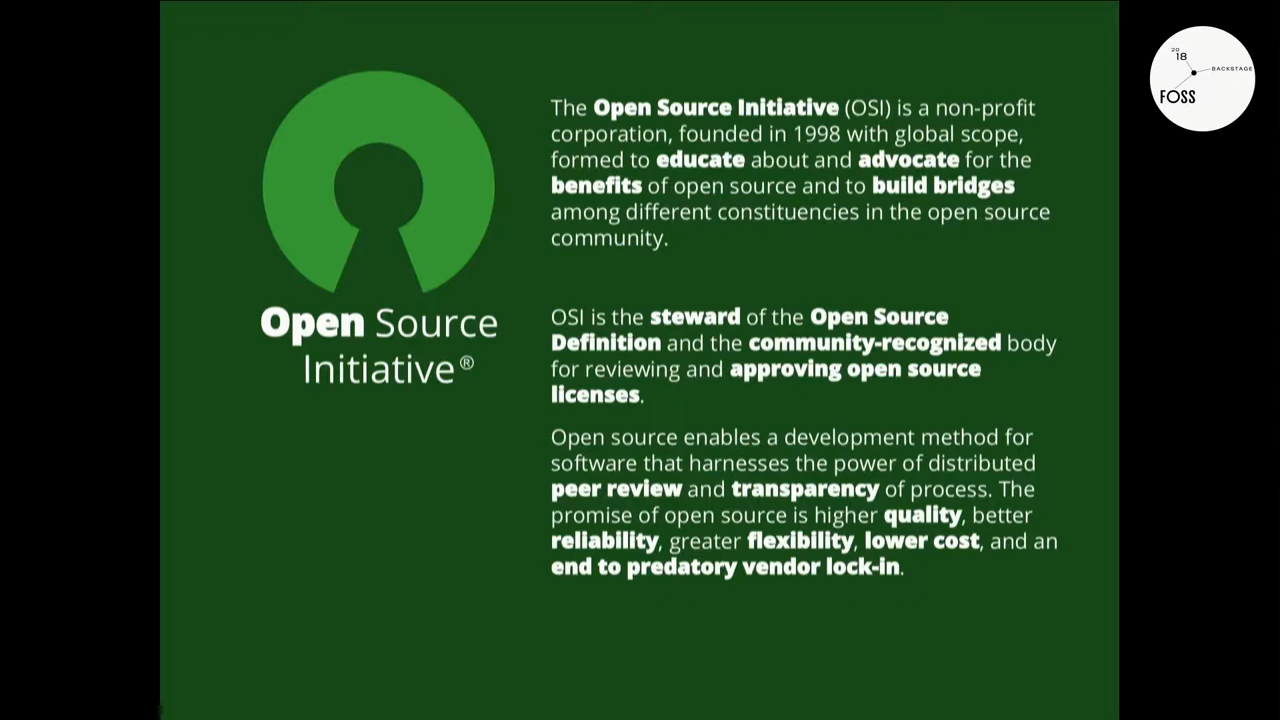 Open Source
Initiative®
The Open Source Initiative (OSI) is a non-profit
corporation, founded in 1998 with global scope,
formed to educate about and advocate for the
benefits of open source and to build bridges
among different constituencies in the open source
community.
OSI is the steward of the Open Source
Definition and the community-recognized body
for reviewing and approving open source
licenses.
Open source enables a development method for
software that harnesses the power of distributed
peer review and transparency of process. The
promise of open source is higher quality, better
reliability, greater flexibility, lower cost, and an
end to predatory vendor lock-in.
20
18
BACKSTAGE
FOSS